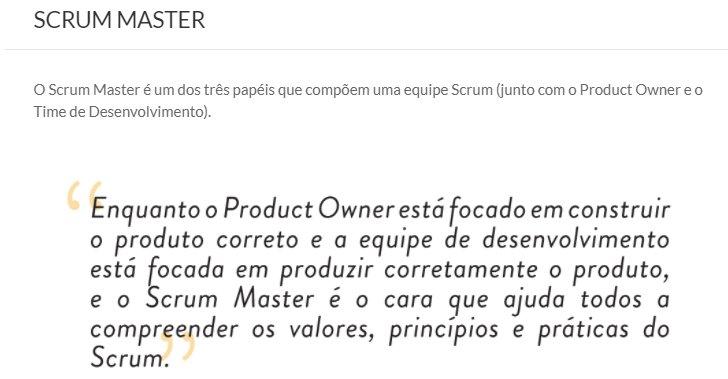 SCRUM MASTER
O Scrum Master é um dos três papéis que compõem uma equipe Scrum (junto com o Product Owner e o
Time de Desenvolvimento).
“Enquanto o Product Owner está focado em construir
o produto correto e a equipe de desenvolvimento
está focada em produzir corretamente o produto,
e o Scrum Master é o cara que ajuda todos a
compreender os valores, princípios e práticas do
Scrum.”